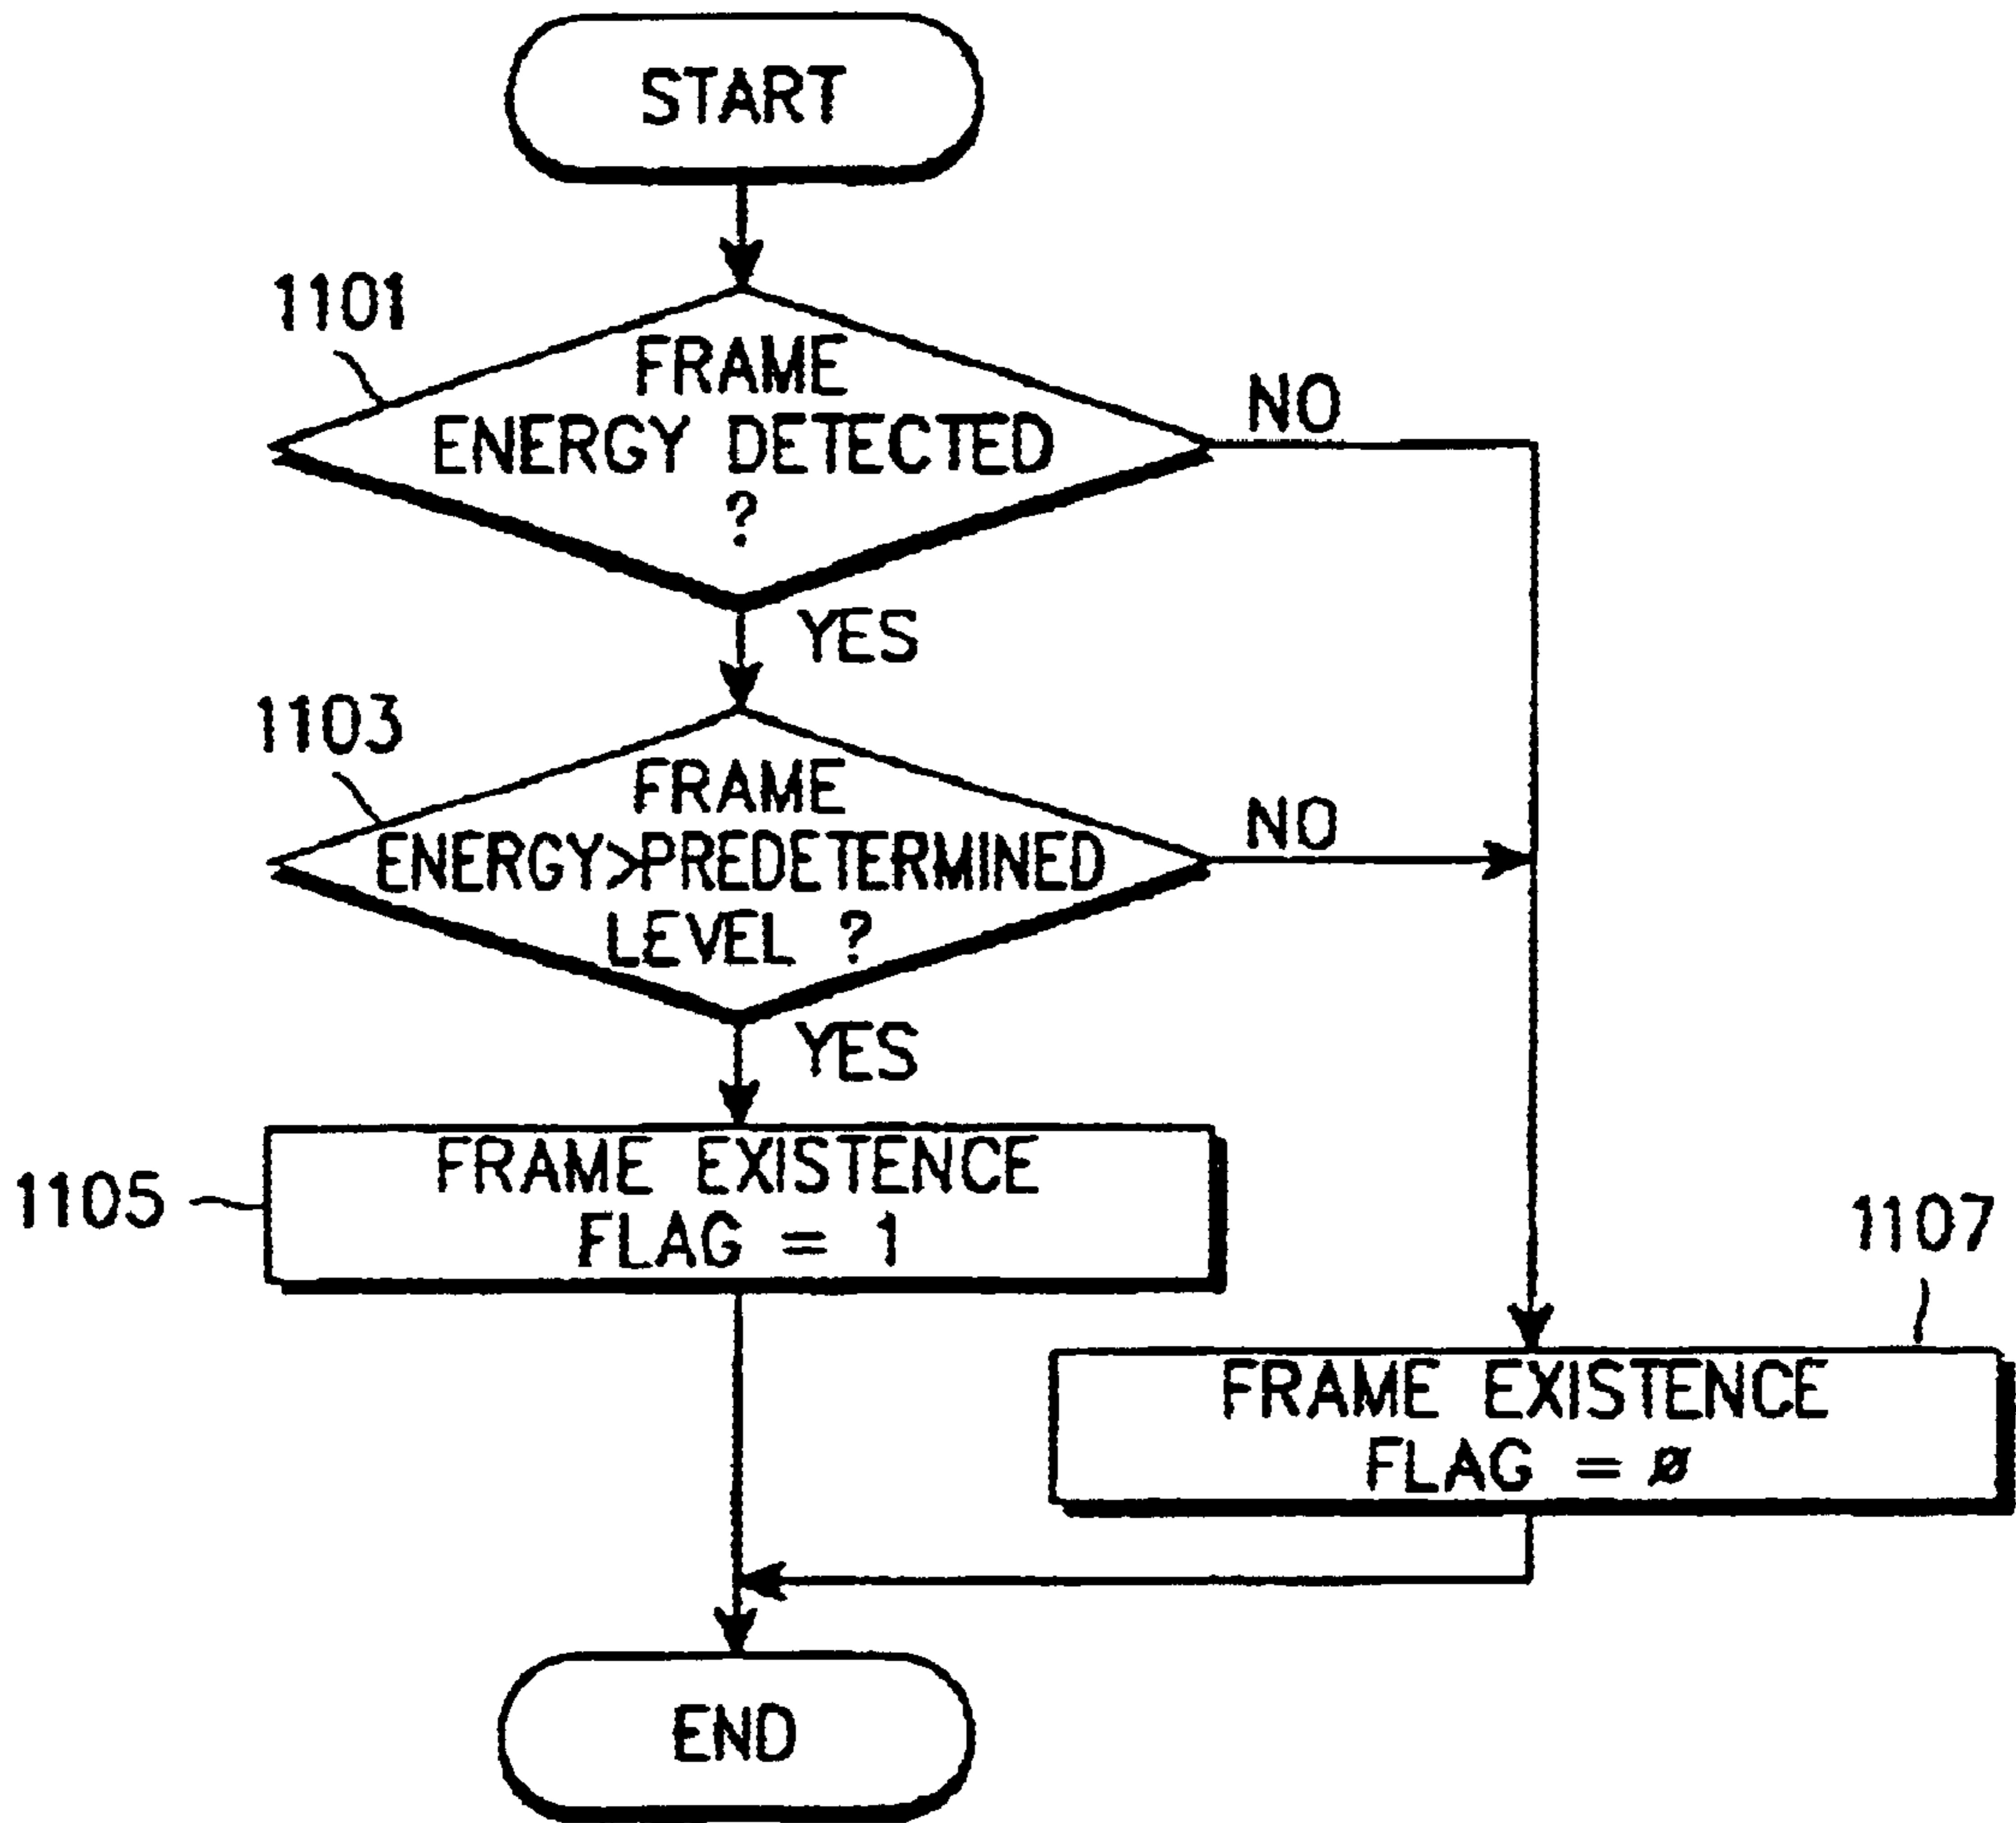 START
1101
FRAME
ENERGY DETECTED
?
NO
YES
1103
FRAME
ENERGY>PREDETERMINED
LEVEL ?
NO
YES
1105
FRAME EXISTENCE
FLAG = 1
1107
FRAME EXISTENCE
FLAG = Ø
END